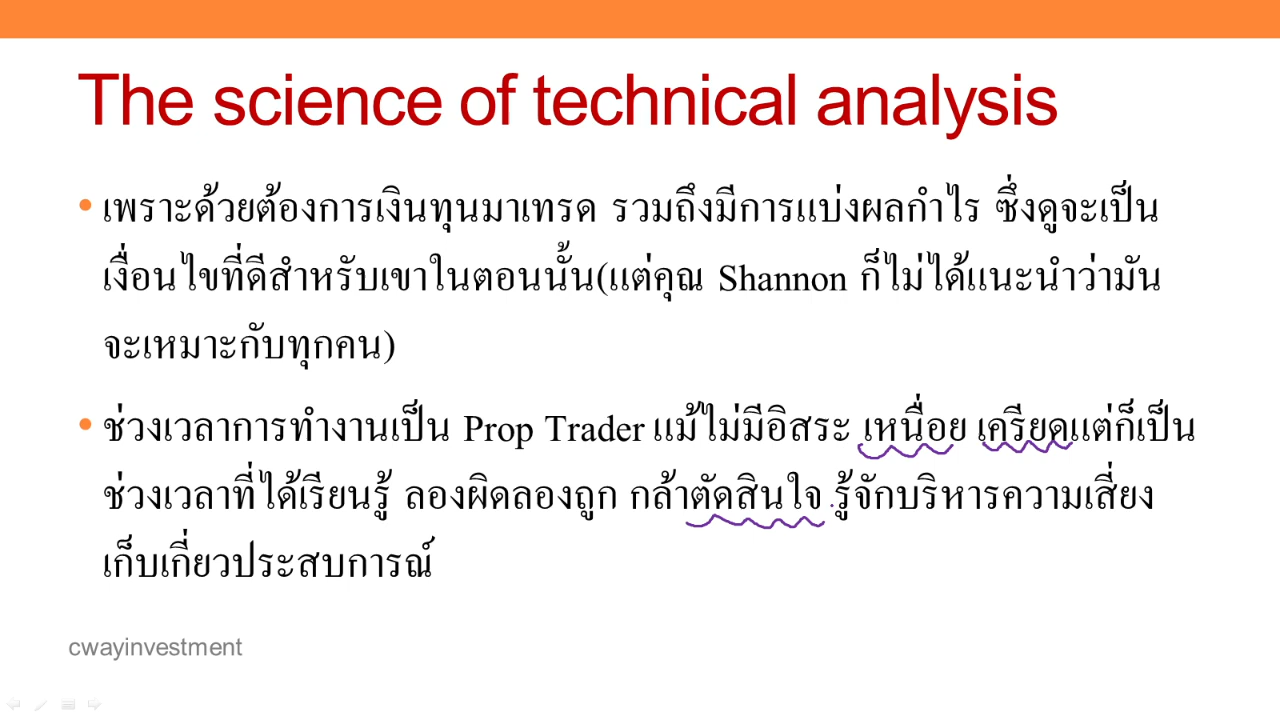 The science of technical analysis
• เพราะด้วยต้องการเงินทุนมาเทรด รวมถึงมีการแบ่งผลกำไร ซึ่งดูจะเป็น
เงื่อนไขที่ดีสำหรับเขาในตอนนั้น(แต่คุณ Shannon ก็ไม่ได้แนะนำว่ามัน
จะเหมาะกับทุกคน)
• ช่วงเวลาการทำงานเป็น Prop Trader แม้ไม่มีอิสระ เหนื่อย เครียดแต่ก็เป็น
ช่วงเวลาที่ได้เรียนรู้ ลองผิดลองถูก กล้าตัดสินใจ รู้จักบริหารความเสี่ยง
เก็บเกี่ยวประสบการณ์
cwayinvestment